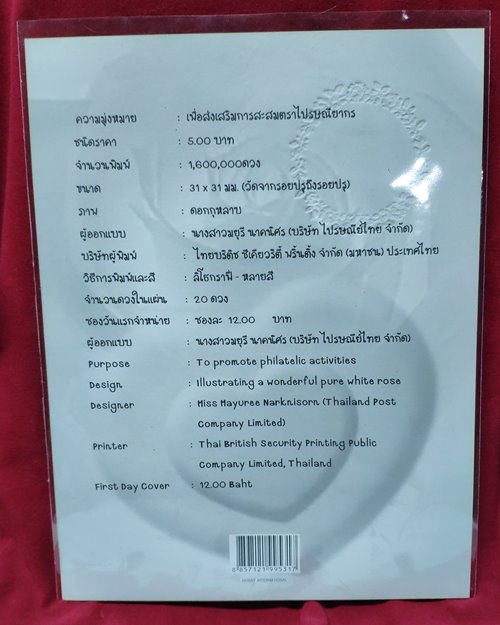 ความมุ่งหมาย : เพื่อส่งเสริมการสะสมตราไปรษณียากร
ชนิดราคา : 5.00 บาท
จำนวนพิมพ์ : 1,600,000ดวง
ขนาด : 31 x 31 มม. (วัดจากรอยปรุถึงรอยปรุ)
ภาพ : ดอกกุหลาบ
ผู้ออกแบบ : นางสาวมยุรี นาคนิศร (บริษัท ไปรษณีย์ไทย จำกัด)
บริษัทผู้พิมพ์ : ไทยบริติช ซีเคียวริตี้ พริ้นติ้ง จำกัด (มหาชน) ประเทศไทย
วิธีการพิมพ์และสี : ลิโธกราฟี - หลายสี
จำนวนดวงในแผ่น : 20 ดวง
ซองวันแรกจำหน่าย : ซองละ 12.00 บาท
ผู้ออกแบบ : นางสาวมยุรี นาคนิศร (บริษัท ไปรษณีย์ไทย จำกัด)
Purpose : To promote philatelic activities
Design : Illustrating a wonderful pure white rose
Designer : Miss Mayuree Narknisorn (Thailand Post
Company Limited)
Printer : Thai British Security Printing Public
Company Limited, Thailand
First Day Cover : 12.00 Baht
8 857121 995317